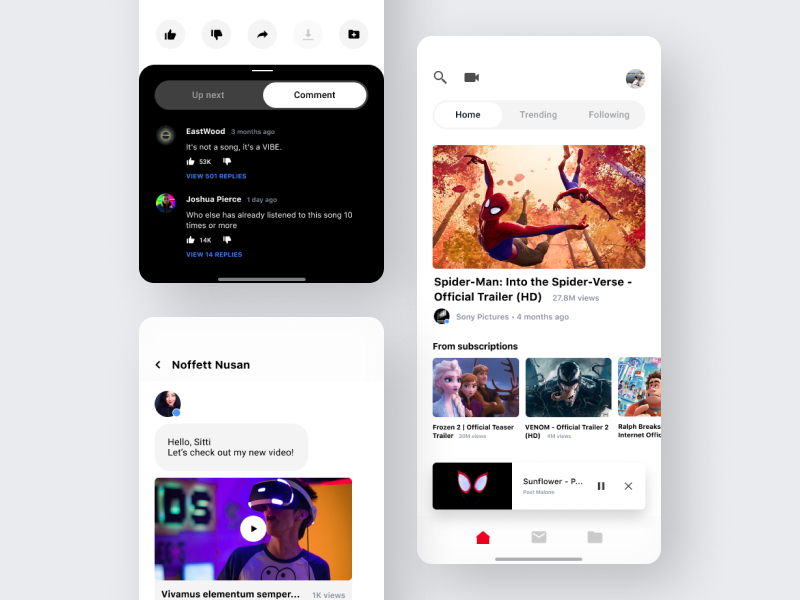 Up next
Comment
EastWood 3 months ago
It's not a song, it's a VIBE.
53K
VIEW 501 REPLIES
Joshua Pierce 1 day ago
Who else has already listened to this song 10
times or more
14K
VIEW 14 REPLIES
Noffett Nusan
Hello, Sitti
Let's check out my new video!
Vivamus elementum semper...
1K views
Home
Trending
Following
Spider-Man: Into the Spider-Verse -
Official Trailer (HD) 27.8M views
Sony Pictures • 4 months ago
From subscriptions
Frozen 2 | Official Teaser
Trailer 30M views
VENOM - Official Trailer 2
(HD) 9M views
Ralph Breaks
Internet Offic
Sunflower - P...
Post Malone